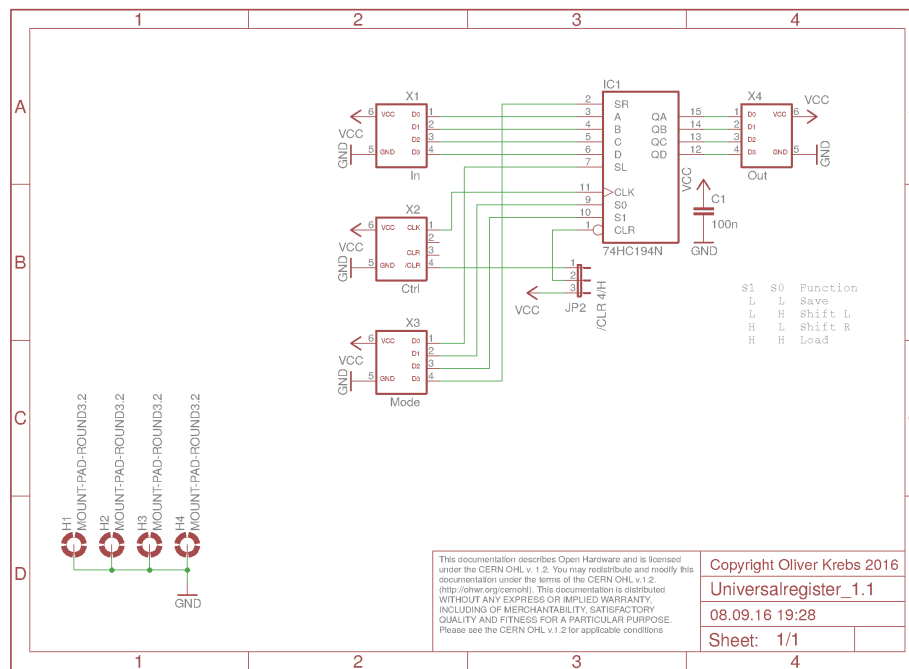 1 2 3 4
A
B
C
D
X1
6 VCC D0 1
D1 2
D2 3
5 GND D3 4
VCC
GND
In
X2
6 VCC CLK 1
2
CLR 3
5 GND /CLR 4
VCC
GND
Ctrl
X3
6 VCC D0 1
D1 2
D2 3
5 GND D3 4
VCC
GND
Mode
IC1
2 SR
3 A QA 15
4 B QB 14
5 C QC 13
6 D QD 12
7 SL
11 CLK
9 S0
10 S1
1 CLR
74HC194N
X4
1 D0 VCC 6
2 D1
3 D2
4 D3 GND 5
VCC
GND
Out
VCC
C1
100n
GND
1
2
3
VCC
JP2
/CLR 4/H
S1 S0 Function
L L Save
L H Shift L
H L Shift R
H H Load
H1
MOUNT-PAD-ROUND3.2
H2
MOUNT-PAD-ROUND3.2
H3
MOUNT-PAD-ROUND3.2
H4
MOUNT-PAD-ROUND3.2
GND
This documentation describes Open Hardware and is licensed
under the CERN OHL v. 1.2. You may redistribute and modify this
documentation under the terms of the CERN OHL v.1.2.
(http://ohwr.org/cernohl). This documentation is distributed
WITHOUT ANY EXPRESS OR IMPLIED WARRANTY,
INCLUDING OF MERCHANTABILITY, SATISFACTORY
QUALITY AND FITNESS FOR A PARTICULAR PURPOSE.
Please see the CERN OHL v.1.2 for applicable conditions
Copyright Oliver Krebs 2016
Universalregister_1.1
08.09.16 19:28
Sheet: 1/1
1 2 3 4